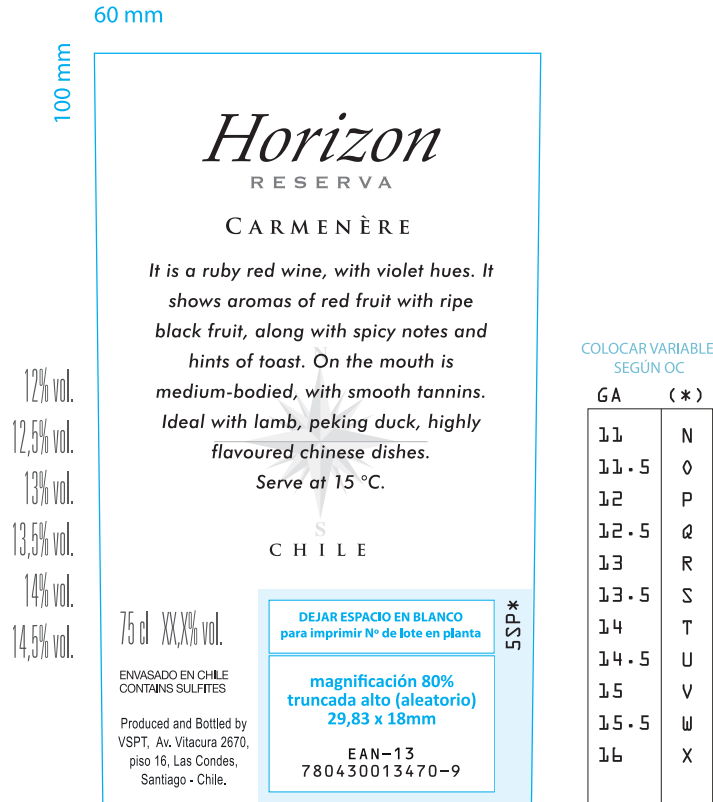 60 mm
100 mm
Horizon
RESERVA
CARMENÈRE
It is a ruby red wine, with violet hues. It
shows aromas of red fruit with ripe
black fruit, along with spicy notes and
hints of toast. On the mouth is
medium-bodied, with smooth tannins.
Ideal with lamb, peking duck, highly
flavoured chinese dishes.
Serve at 15 °C.
N
S
CHILE
12% vol.
12,5% vol.
13% vol.
13,5% vol.
14% vol.
14,5% vol.
75 cl XX,X% vol.
ENVASADO EN CHILE
CONTAINS SULFITES
Produced and Bottled by
VSPT, Av. Vitacura 2670,
piso 16, Las Condes,
Santiago - Chile.
DEJAR ESPACIO EN BLANCO
para imprimir Nº de lote en planta
5SP*
magnificación 80%
truncada alto (aleatorio)
29,83 x 18mm
EAN-13
780430013470-9
COLOCAR VARIABLE
SEGÚN OC
GA (*)
11 N
11.5 O
12 P
12.5 Q
13 R
13.5 S
14 T
14.5 U
15 V
15.5 W
16 X